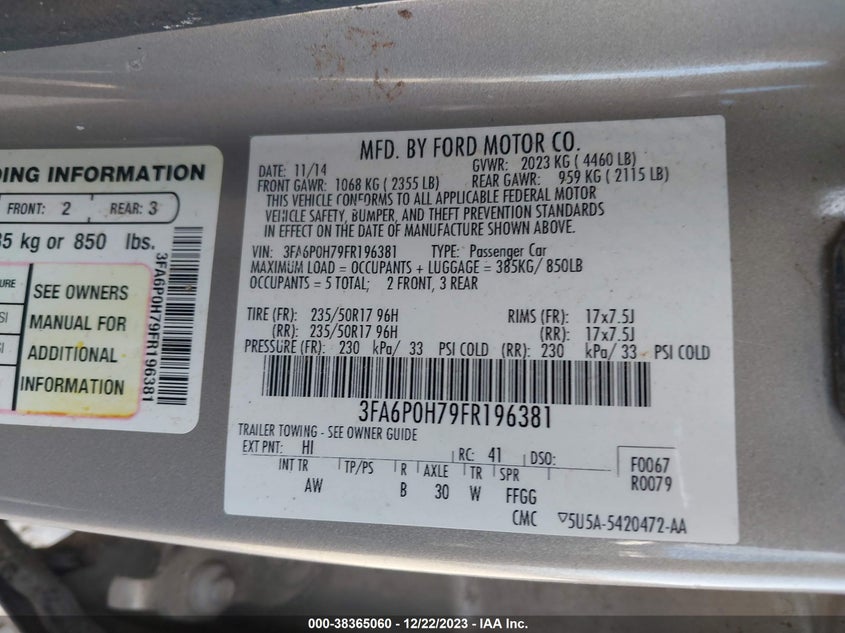 DING INFORMATION
FRONT: 2 REAR: 3
35 kg or 850 lbs.
SEE OWNERS
MANUAL FOR
ADDITIONAL
INFORMATION
3FA6P0H79FR196381
MFD. BY FORD MOTOR CO.
DATE: 11/14 GVWR: 2023 KG ( 4460 LB)
FRONT GAWR: 1068 KG ( 2355 LB) REAR GAWR: 959 KG ( 2115 LB)
THIS VEHICLE CONFORMS TO ALL APPLICABLE FEDERAL MOTOR
VEHICLE SAFETY, BUMPER, AND THEFT PREVENTION STANDARDS
IN EFFECT ON THE DATE OF MANUFACTURE SHOWN ABOVE.
VIN: 3FA6P0H79FR196381 TYPE: Passenger Car
MAXIMUM LOAD = OCCUPANTS + LUGGAGE = 385KG/ 850LB
OCCUPANTS = 5 TOTAL; 2 FRONT, 3 REAR
TIRE (FR): 235/50R17 96H RIMS (FR): 17x7.5J
(RR): 235/50R17 96H (RR): 17x7.5J
PRESSURE (FR): 230 kPa/ 33 PSI COLD (RR): 230 kPa/ 33 PSI COLD
3FA6P0H79FR196381
TRAILER TOWING - SEE OWNER GUIDE
EXT PNT: HI RC: 41 DSO: F0067
R0079
INT TR TP/PS R AXLE TR SPR
AW B 30 W FFGG
CMC ▽5U5A-5420472-AA
000-38365060 - 12/22/2023 - IAA Inc.